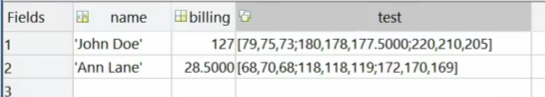 Fields name billing test
1 'John Doe' 127 [79,75,73;180,178,177.5000;220,210,205]
2 'Ann Lane' 28.5000 [68,70,68;118,118,119;172,170,169]
3